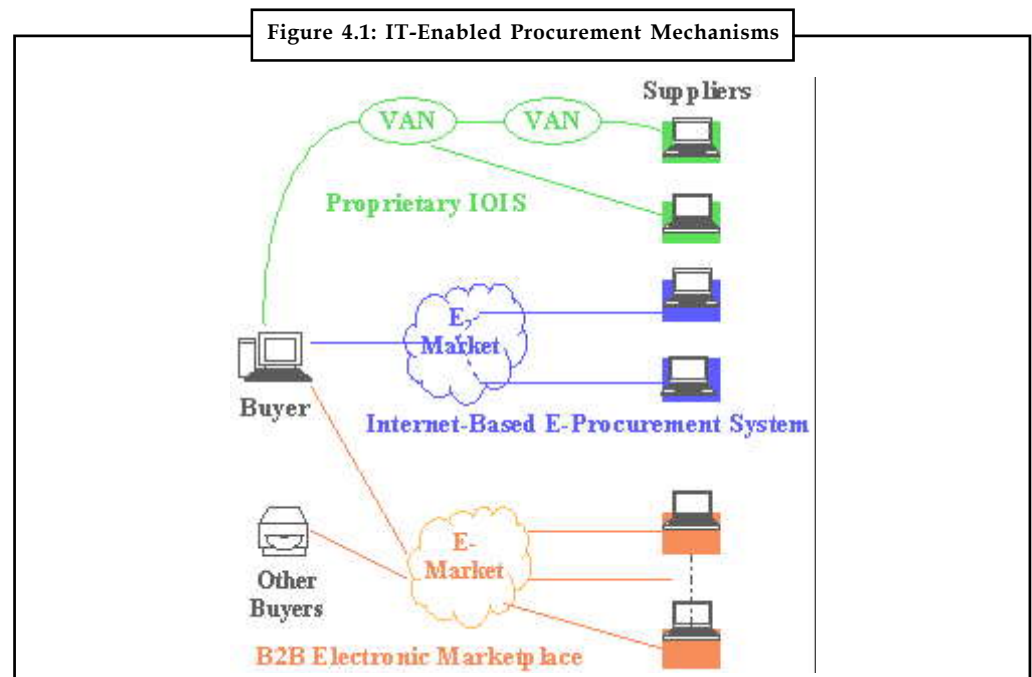 Figure 4.1: IT-Enabled Procurement Mechanisms
Suppliers
VAN
VAN
Proprietary IOIS
E-
Market
Buyer
Internet-Based E-Procurement System
E-
Market
Other
Buyers
B2B Electronic Marketplace